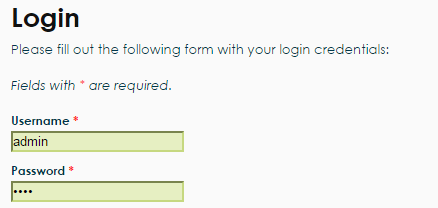 Login
Please fill out the following form with your login credentials:
Fields with * are required.
Username *
admin
Password *
••••